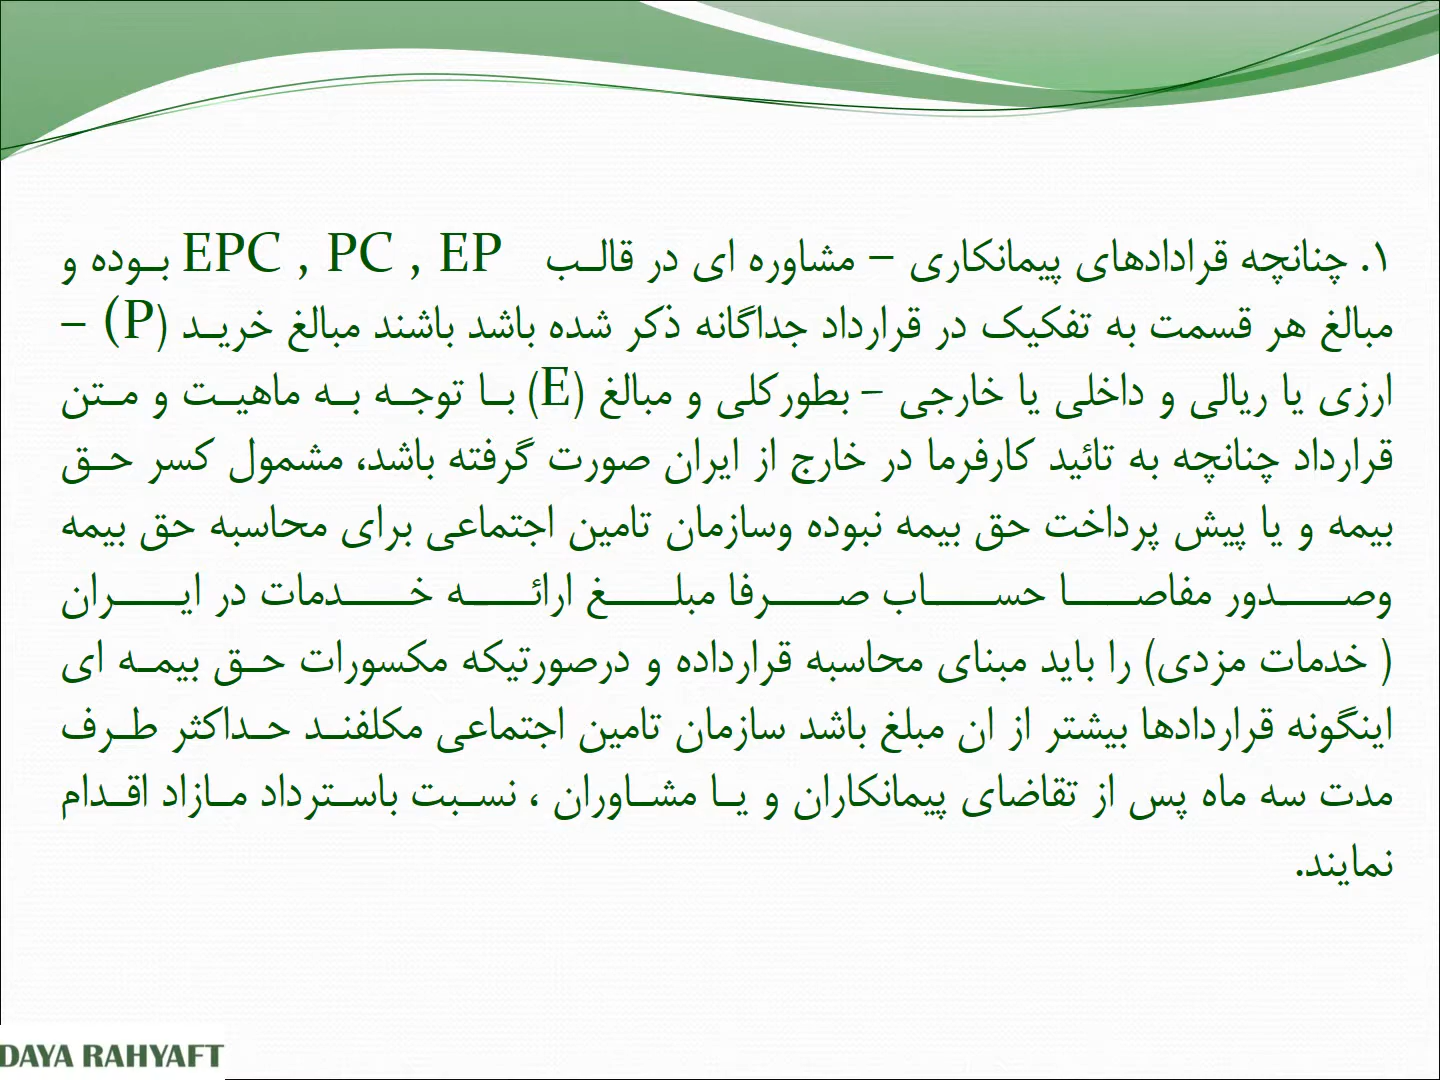 ۱. چنانچه قرادادهای پیمانکاری – مشاوره ای در قالب EPC , PC , EP بوده و
مبالغ هر قسمت به تفکیک در قرارداد جداگانه ذکر شده باشد باشند مبالغ خرید (P) –
ارزی یا ریالی و داخلی یا خارجی – بطورکلی و مبالغ (E) با توجه به ماهیت و متن
قرارداد چنانچه به تائید کارفرما در خارج از ایران صورت گرفته باشد، مشمول کسر حق
بیمه و یا پیش پرداخت حق بیمه نبوده وسازمان تامین اجتماعی برای محاسبه حق بیمه
وصدور مفاصا حساب صرفا مبلغ ارائه خدمات در ایران
( خدمات مزدی) را باید مبنای محاسبه قرارداده و درصورتیکه مکسورات حق بیمه ای
اینگونه قراردادها بیشتر از ان مبلغ باشد سازمان تامین اجتماعی مکلفند حداکثر طرف
مدت سه ماه پس از تقاضای پیمانکاران و یا مشاوران ، نسبت باسترداد مازاد اقدام
نمایند.
DAYA RAHYAFT